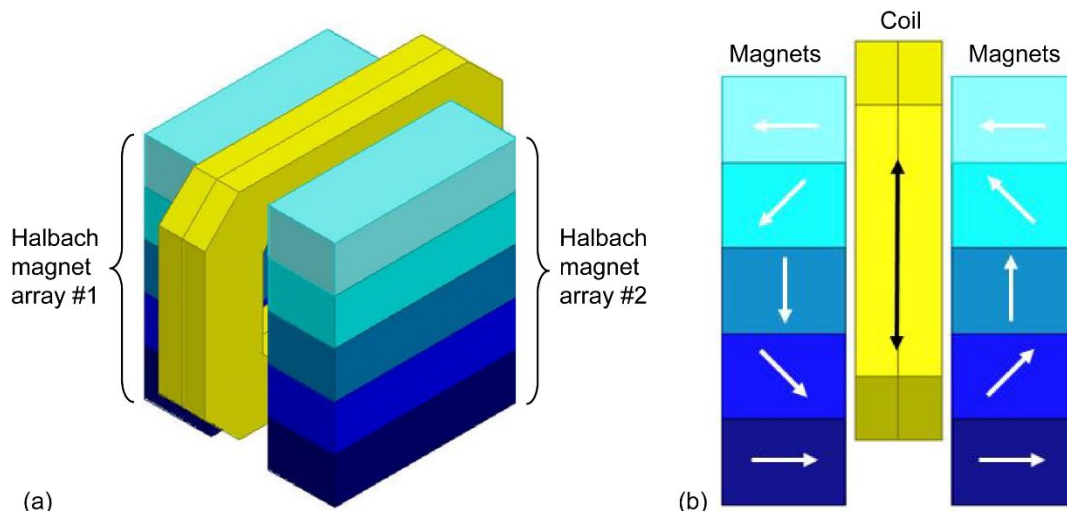 Halbach
magnet
array #1
Halbach
magnet
array #2
(a)
Coil
Magnets
Magnets
(b)